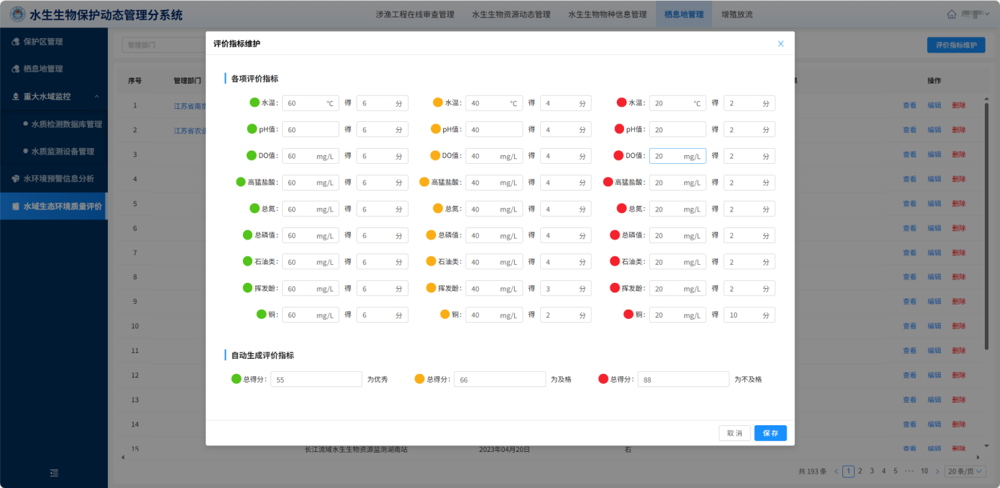 水生生物保护动态管理分系统
涉渔工程在线审查管理 水生生物资源动态管理 水生生物物种信息管理 栖息地管理 增殖放流
保护区管理
栖息地管理
重大水域监控
水质检测数据库管理
水质监测设备管理
水环境预警信息分析
水域生态环境质量评价
管理部门
评价指标维护
序号 管理部门 操作
1 江苏省南京 查看 编辑 删除
2 江苏省农业 查看 编辑 删除
3 查看 编辑 删除
4 查看 编辑 删除
5 查看 编辑 删除
6 查看 编辑 删除
7 查看 编辑 删除
8 查看 编辑 删除
9 查看 编辑 删除
10 查看 编辑 删除
11 查看 编辑 删除
12 查看 编辑 删除
13 查看 编辑 删除
14 查看 编辑 删除
15 长江流域水生生物资源监测湖南站 2023年04月20日 查看 编辑 删除
共 193 条 < 1 2 3 4 5 ••• 10 > 20 条/页
评价指标维护
各项评价指标
水温: 60 ℃ 得 6 分 水温: 40 ℃ 得 4 分 水温: 20 ℃ 得 2 分
pH值: 60 得 6 分 pH值: 40 得 4 分 pH值: 20 得 2 分
DO值: 60 mg/L 得 6 分 DO值: 40 mg/L 得 4 分 DO值: 20 mg/L 得 2 分
高猛盐酸: 60 mg/L 得 6 分 高猛盐酸: 40 mg/L 得 4 分 高猛盐酸: 20 mg/L 得 2 分
总氮: 60 mg/L 得 6 分 总氮: 40 mg/L 得 4 分 总氮: 20 mg/L 得 2 分
总磷值: 60 mg/L 得 6 分 总磷值: 40 mg/L 得 4 分 总磷值: 20 mg/L 得 2 分
石油类: 60 mg/L 得 6 分 石油类: 40 mg/L 得 4 分 石油类: 20 mg/L 得 2 分
挥发酚: 60 mg/L 得 6 分 挥发酚: 40 mg/L 得 3 分 挥发酚: 20 mg/L 得 2 分
铜: 60 mg/L 得 6 分 铜: 40 mg/L 得 2 分 铜: 20 mg/L 得 10 分
自动生成评价指标
总得分: 55 为优秀 总得分: 66 为及格 总得分: 88 为不及格
取 消 保 存